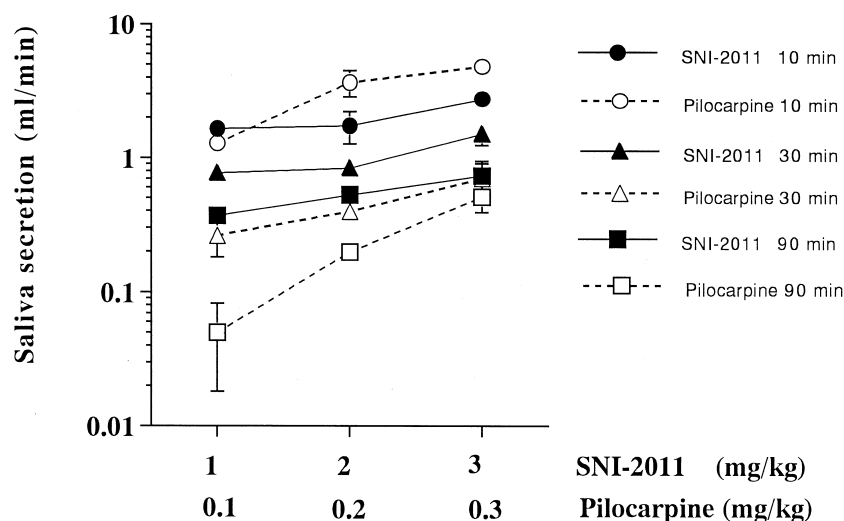 Saliva secretion (ml/min)
10
1
0.1
0.01
1 2 3 SNI-2011 (mg/kg)
0.1 0.2 0.3 Pilocarpine (mg/kg)
SNI-2011 10 min
Pilocarpine 10 min
SNI-2011 30 min
Pilocarpine 30 min
SNI-2011 90 min
Pilocarpine 90 min